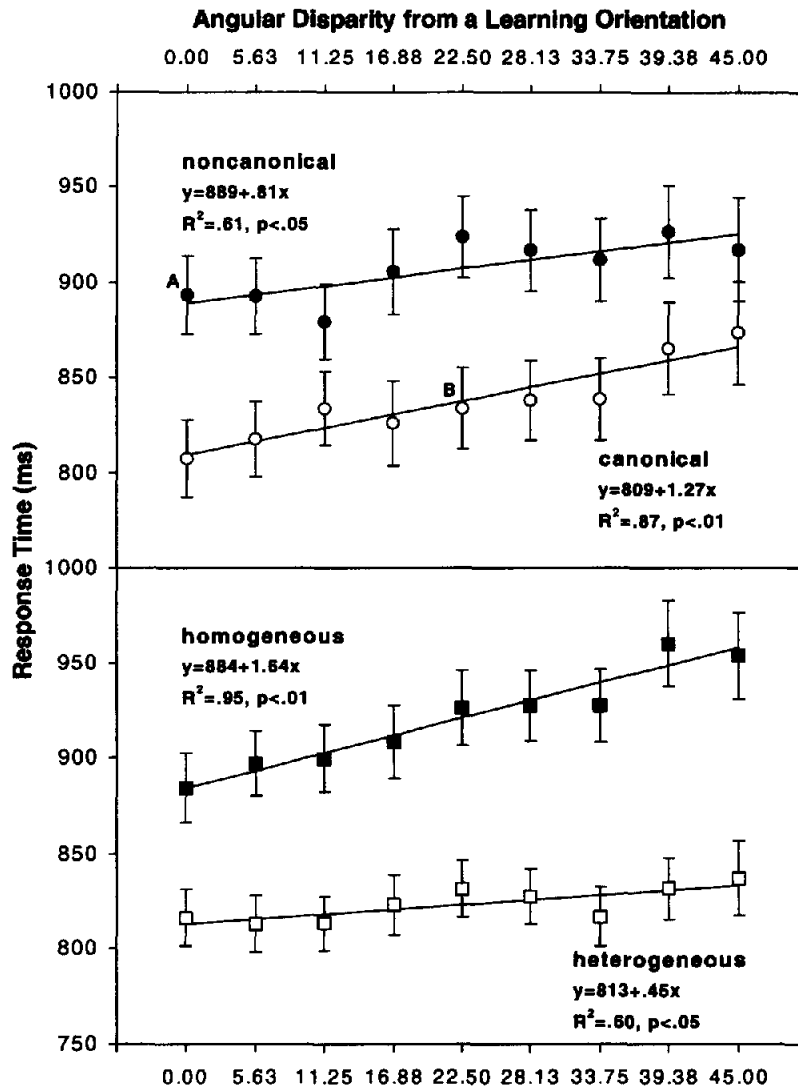 Angular Disparity from a Learning Orientation
0.00 5.63 11.25 16.88 22.50 28.13 33.75 39.38 45.00
1000
noncanonical
y=889+.81x
R²=.61, p<.05
950
A
900
850
B
canonical
y=809+1.27x
R²=.87, p<.01
800
Response Time (ms)
1000
homogeneous
y=884+1.64x
R²=.95, p<.01
950
900
850
800
heterogeneous
y=813+.45x
R²=.60, p<.05
750
0.00 5.63 11.25 16.88 22.50 28.13 33.75 39.38 45.00